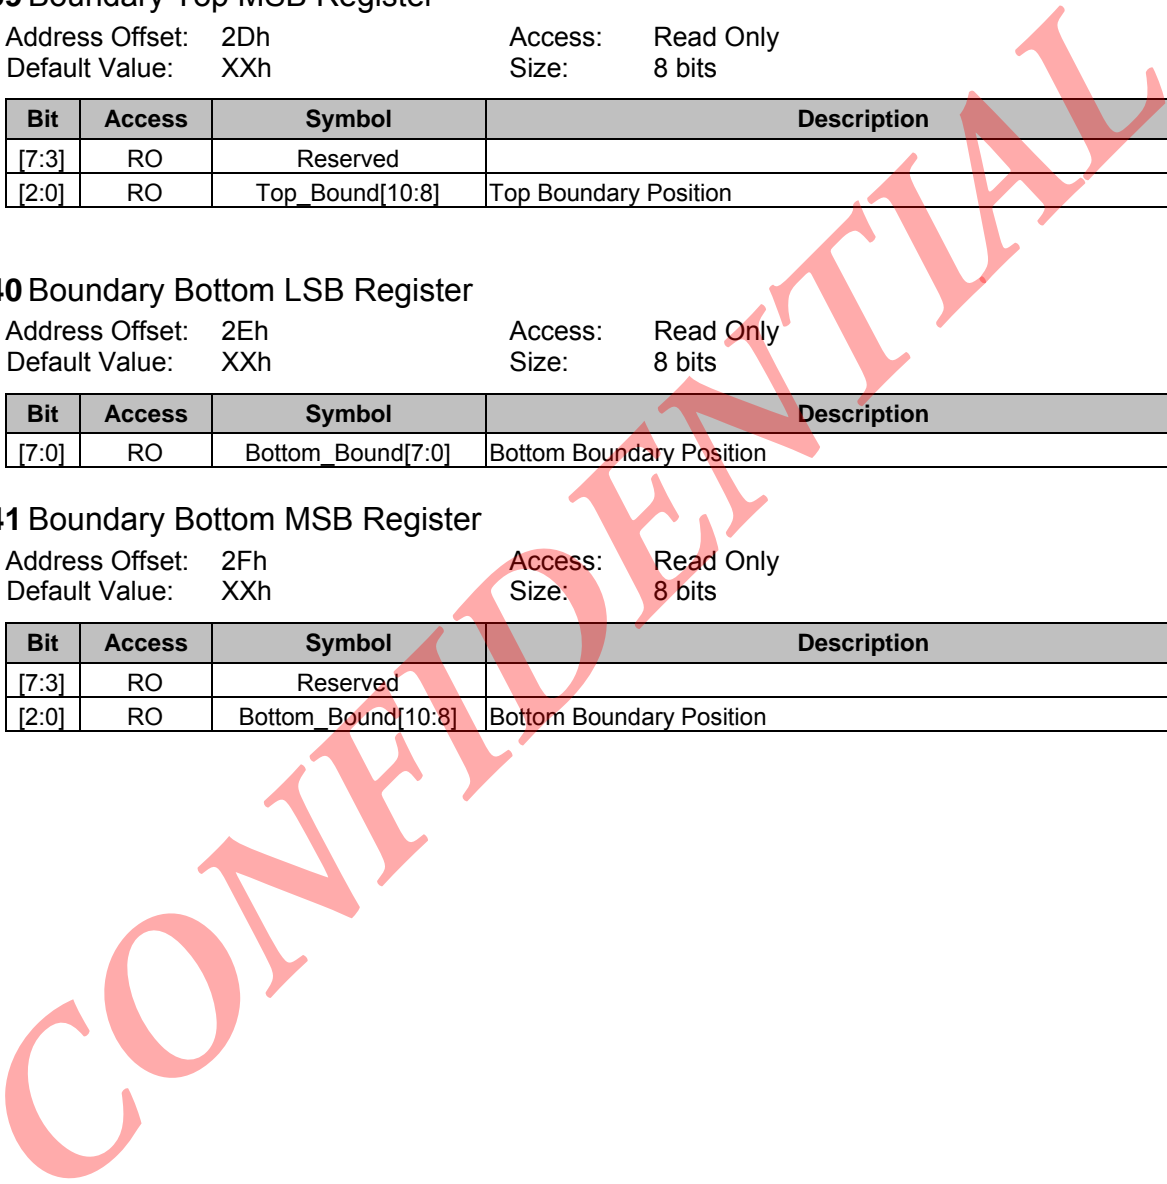 39 Boundary Top MSB Register
Address Offset: 2Dh Access: Read Only
Default Value: XXh Size: 8 bits
Bit Access Symbol Description
[7:3] RO Reserved
[2:0] RO Top_Bound[10:8] Top Boundary Position
40 Boundary Bottom LSB Register
Address Offset: 2Eh Access: Read Only
Default Value: XXh Size: 8 bits
Bit Access Symbol Description
[7:0] RO Bottom_Bound[7:0] Bottom Boundary Position
41 Boundary Bottom MSB Register
Address Offset: 2Fh Access: Read Only
Default Value: XXh Size: 8 bits
Bit Access Symbol Description
[7:3] RO Reserved
[2:0] RO Bottom_Bound[10:8] Bottom Boundary Position
CONFIDENTIAL